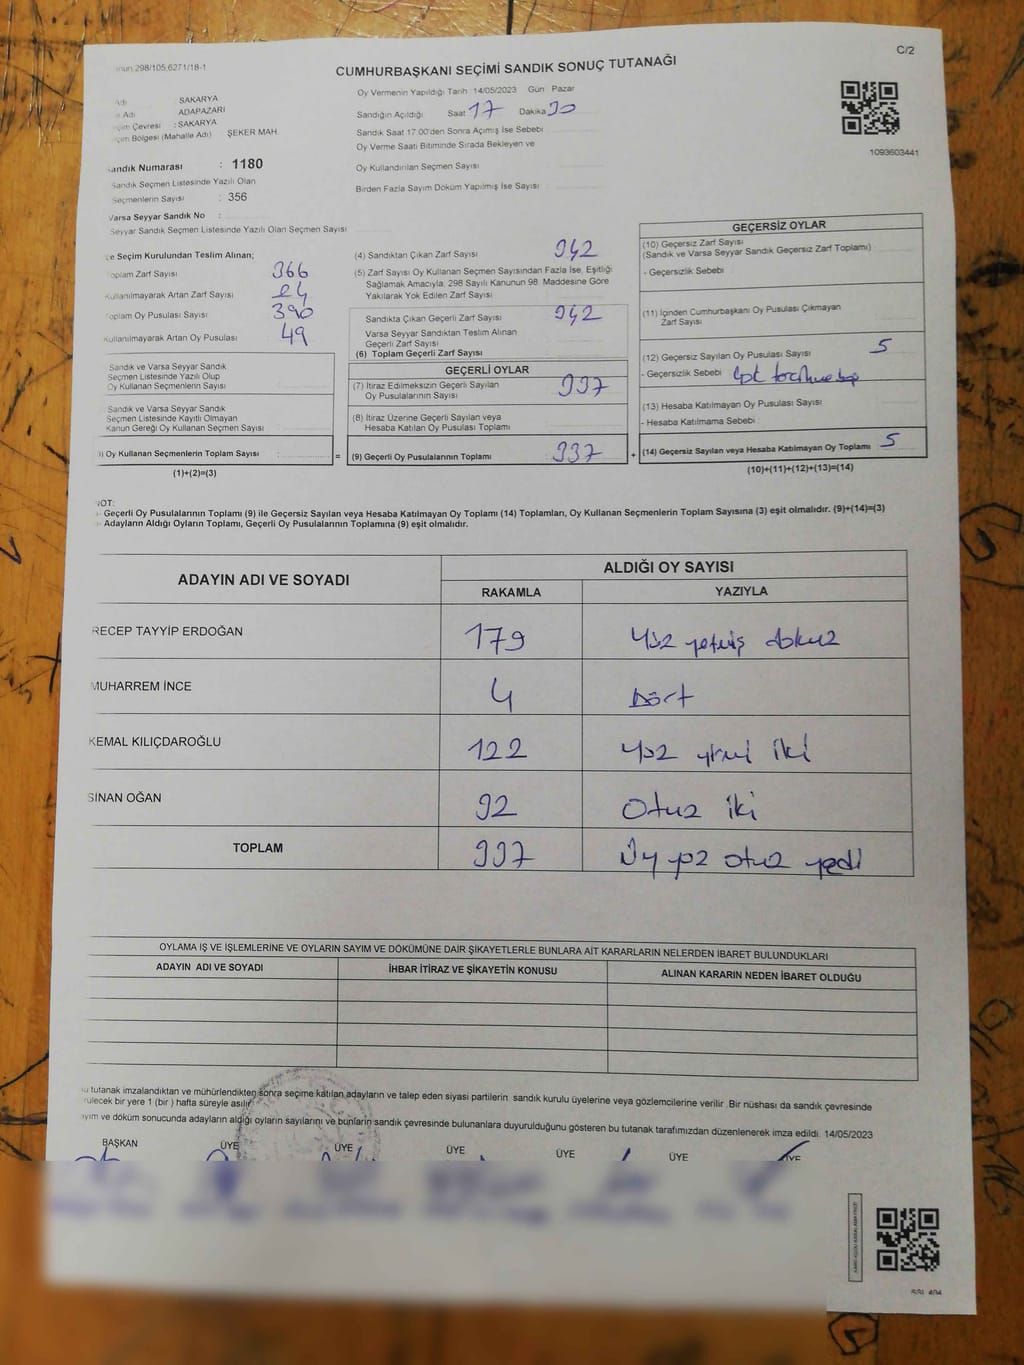 C/2
CUMHURBAŞKANI SEÇİMİ SANDIK SONUÇ TUTANAĞI
298/105,6271/18-1
Oy Vermenin Yapıldığı Tarih 14/05/2023 Gün Pazar
Adı SAKARYA
Adı ADAPAZARI
Çevresi : SAKARYA
Bölgesi (Mahalle Adı) ŞEKER MAH.
Sandığın Açıldığı Saat 17 Dakika 30
Sandık Saat 17.00'den Sonra Açılmış İse Sebebi
Oy Verme Saati Bitiminde Sırada Bekleyen ve
Oy Kullandırılan Seçmen Sayısı
Birden Fazla Sayım Döküm Yapılmış İse Sayısı
1093603441
Sandık Numarası : 1180
Sandık Seçmen Listesinde Yazılı Olan
Seçmenlerin Sayısı : 356
Varsa Seyyar Sandık No :
Seyyar Sandık Seçmen Listesinde Yazılı Olan Seçmen Sayısı
İlçe Seçim Kurulundan Teslim Alınan;
Toplam Zarf Sayısı 366
Kullanılmayarak Artan Zarf Sayısı 24
Toplam Oy Pusulası Sayısı 390
Kullanılmayarak Artan Oy Pusulası 49
Sandık ve Varsa Seyyar Sandık
Seçmen Listesinde Yazılı Olup
Oy Kullanan Seçmenlerin Sayısı
Sandık ve Varsa Seyyar Sandık
Seçmen Listesinde Kayıtlı Olmayan
Kanun Gereği Oy Kullanan Seçmen Sayısı
Oy Kullanan Seçmenlerin Toplam Sayısı :
(1)+(2)=(3)
(4) Sandıktan Çıkan Zarf Sayısı 342
(5) Zarf Sayısı Oy Kullanan Seçmen Sayısından Fazla İse, Eşitliği
Sağlamak Amacıyla, 298 Sayılı Kanunun 98. Maddesine Göre
Yakılarak Yok Edilen Zarf Sayısı
Sandıkta Çıkan Geçerli Zarf Sayısı 342
Varsa Seyyar Sandıktan Teslim Alınan
Geçerli Zarf Sayısı
(6) Toplam Geçerli Zarf Sayısı
GEÇERLİ OYLAR
(7) İtiraz Edilmeksizin Geçerli Sayılan
Oy Pusulalarının Sayısı 337
(8) İtiraz Üzerine Geçerli Sayılan veya
Hesaba Katılan Oy Pusulası Toplamı
= (9) Geçerli Oy Pusulalarının Toplamı 337 +
GEÇERSİZ OYLAR
(10) Geçersiz Zarf Sayısı
(Sandık ve Varsa Seyyar Sandık Geçersiz Zarf Toplamı)
- Geçersizlik Sebebi
(11) İçinden Cumhurbaşkanı Oy Pusulası Çıkmayan
Zarf Sayısı
(12) Geçersiz Sayılan Oy Pusulası Sayısı 5
- Geçersizlik Sebebi
(13) Hesaba Katılmayan Oy Pusulası Sayısı
- Hesaba Katılmama Sebebi
(14) Geçersiz Sayılan veya Hesaba Katılmayan Oy Toplamı 5
(10)+(11)+(12)+(13)=(14)
NOT:
- Geçerli Oy Pusulalarının Toplamı (9) ile Geçersiz Sayılan veya Hesaba Katılmayan Oy Toplamı (14) Toplamları, Oy Kullanan Seçmenlerin Toplam Sayısına (3) eşit olmalıdır. (9)+(14)=(3)
- Adayların Aldığı Oyların Toplamı, Geçerli Oy Pusulalarının Toplamına (9) eşit olmalıdır.
ADAYIN ADI VE SOYADI ALDIĞI OY SAYISI
RAKAMLA YAZIYLA
RECEP TAYYİP ERDOĞAN 179 Yüz yetmiş dokuz
MUHARREM İNCE 4 Dört
KEMAL KILIÇDAROĞLU 122 Yüz yirmi iki
SİNAN OĞAN 32 Otuz iki
TOPLAM 337 Üç yüz otuz yedi
OYLAMA İŞ VE İŞLEMLERİNE VE OYLARIN SAYIM VE DÖKÜMÜNE DAİR ŞİKAYETLERLE BUNLARA AİT KARARLARIN NELERDEN İBARET BULUNDUKLARI
ADAYIN ADI VE SOYADI İHBAR İTİRAZ VE ŞİKAYETİN KONUSU ALINAN KARARIN NEDEN İBARET OLDUĞU
tutanak imzalandıktan ve mühürlendikten sonra seçime katılan adayların ve talep eden siyasi partilerin sandık kurulu üyelerine veya gözlemcilerine verilir. Bir nüshası da sandık çevresinde
bir yere 1 (bir) hafta süreyle asılır.
ve döküm sonucunda adayların aldığı oyların sayılarını ve bunların sandık çevresinde bulunanlara duyurulduğunu gösteren bu tutanak tarafımızdan düzenlenerek imza edildi. 14/05/2023
BAŞKAN ÜYE ÜYE ÜYE ÜYE ÜYE ÜYE